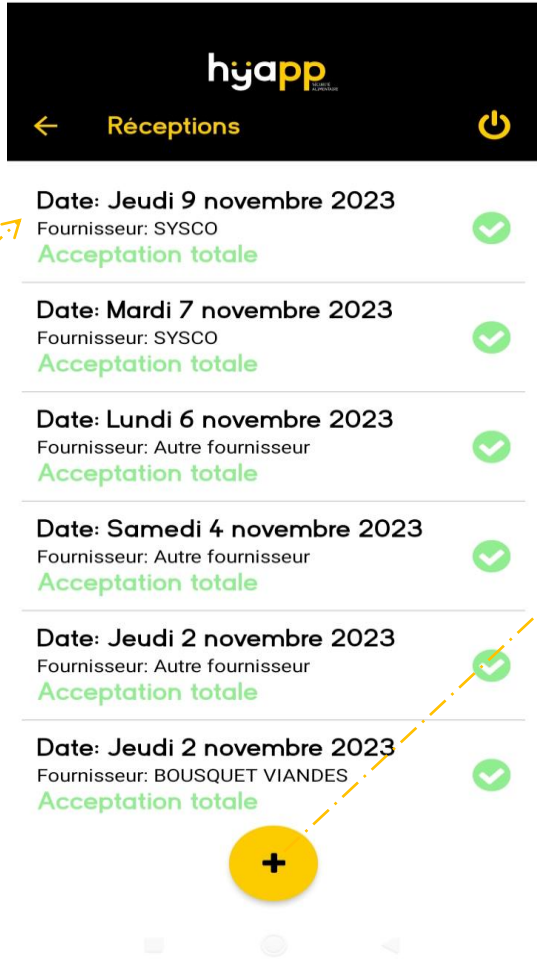 hyapp
Réceptions
Date: Jeudi 9 novembre 2023
Fournisseur: SYSCO
Acceptation totale
Date: Mardi 7 novembre 2023
Fournisseur: SYSCO
Acceptation totale
Date: Lundi 6 novembre 2023
Fournisseur: Autre fournisseur
Acceptation totale
Date: Samedi 4 novembre 2023
Fournisseur: Autre fournisseur
Acceptation totale
Date: Jeudi 2 novembre 2023
Fournisseur: Autre fournisseur
Acceptation totale
Date: Jeudi 2 novembre 2023
Fournisseur: BOUSQUET VIANDES
Acceptation totale
+